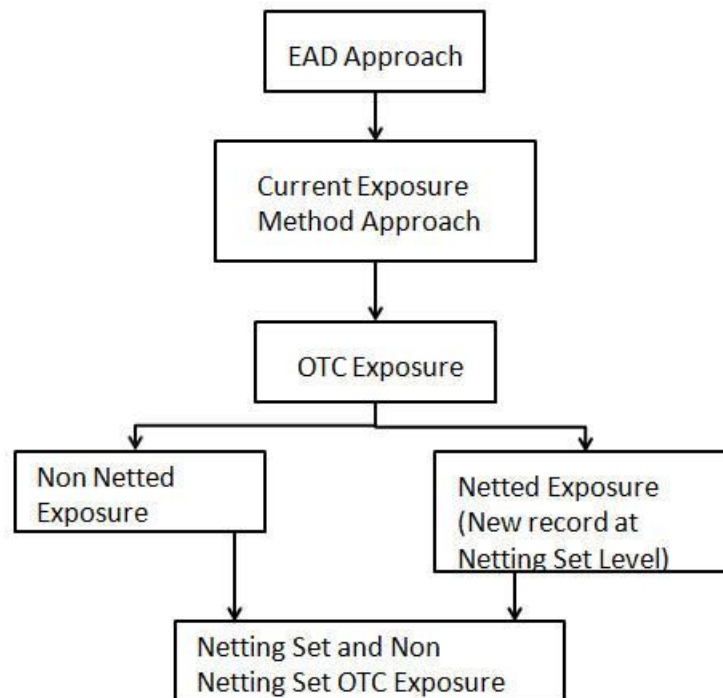 EAD Approach
Current Exposure
Method Approach
OTC Exposure
Non Netted
Exposure
Netted Exposure
(New record at
Netting Set Level)
Netting Set and Non
Netting Set OTC Exposure